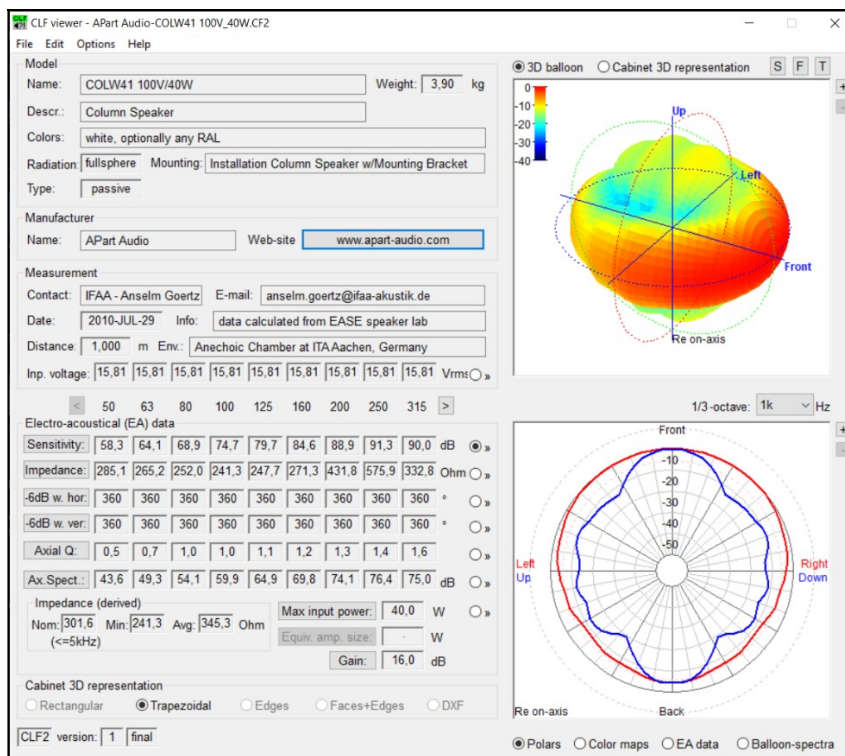 CLF viewer - APart Audio-COLW41 100V_40W.CF2
File Edit Options Help
Model
Name: COLW41 100V/40W Weight: 3,90 kg
Descr.: Column Speaker
Colors: white, optionally any RAL
Radiation: fullsphere Mounting: Installation Column Speaker w/Mounting Bracket
Type: passive
Manufacturer
Name: APart Audio Web-site www.apart-audio.com
Measurement
Contact: IFAA - Anselm Goertz E-mail: anselm.goertz@ifaa-akustik.de
Date: 2010-JUL-29 Info: data calculated from EASE speaker lab
Distance: 1,000 m Env.: Anechoic Chamber at ITA Aachen, Germany
Inp. voltage: 15,81 15,81 15,81 15,81 15,81 15,81 15,81 15,81 15,81 Vrms »
< 50 63 80 100 125 160 200 250 315 >
Electro-acoustical (EA) data
Sensitivity: 58,3 64,1 68,9 74,7 79,7 84,6 88,9 91,3 90,0 dB »
Impedance: 285,1 265,2 252,0 241,3 247,7 271,3 431,8 575,9 332,8 Ohm »
-6dB w. hor: 360 360 360 360 360 360 360 360 360 ° »
-6dB w. ver: 360 360 360 360 360 360 360 360 360 ° »
Axial Q: 0,5 0,7 1,0 1,0 1,1 1,2 1,3 1,4 1,6 »
Ax.Spect.: 43,6 49,3 54,1 59,9 64,9 69,8 74,1 76,4 75,0 dB »
Impedance (derived)
Nom: 301,6 Min: 241,3 Avg: 345,3 Ohm
(<=5kHz)
Max input power: 40,0 W »
Equiv. amp. size: - W
Gain: 16,0 dB
Cabinet 3D representation
Rectangular Trapezoidal Edges Faces+Edges DXF
CLF2 version: 1 final
3D balloon Cabinet 3D representation S F T
+
-
0
-10
-20
-30
-40
Up
Left
Front
Re on-axis
1/3-octave: 1k Hz
+
-
Front
-10
-20
-30
-40
-50
Left Right
Up Down
Back
Re on-axis
Polars Color maps EA data Balloon-spectra